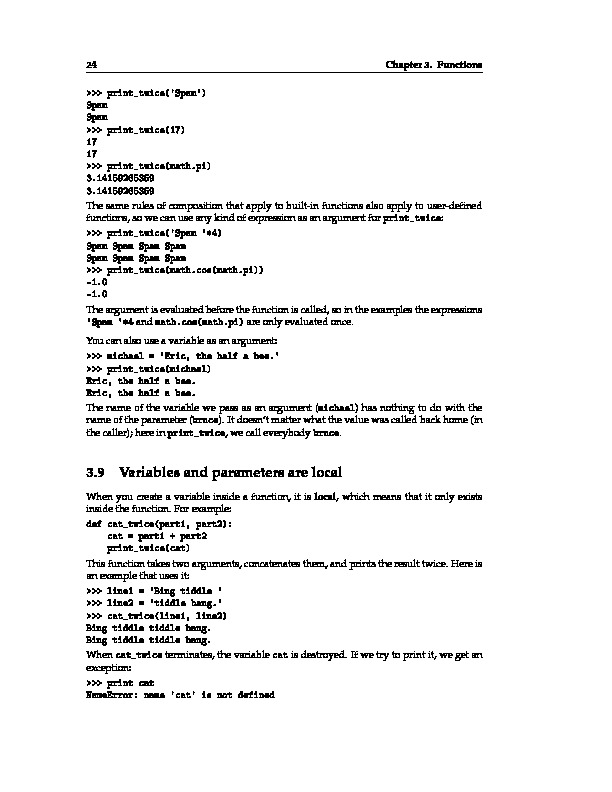 24 Chapter 3. Functions
>>> print_twice('Spam')
Spam
Spam
>>> print_twice(17)
17
17
>>> print_twice(math.pi)
3.14159265359
3.14159265359
The same rules of composition that apply to built-in functions also apply to user-defined
functions, so we can use any kind of expression as an argument for print_twice:
>>> print_twice('Spam '*4)
Spam Spam Spam Spam
Spam Spam Spam Spam
>>> print_twice(math.cos(math.pi))
-1.0
-1.0
The argument is evaluated before the function is called, so in the examples the expressions
'Spam '*4 and math.cos(math.pi) are only evaluated once.
You can also use a variable as an argument:
>>> michael = 'Eric, the half a bee.'
>>> print_twice(michael)
Eric, the half a bee.
Eric, the half a bee.
The name of the variable we pass as an argument (michael) has nothing to do with the
name of the parameter (bruce). It doesn't matter what the value was called back home (in
the caller); here in print_twice, we call everybody bruce.
3.9 Variables and parameters are local
When you create a variable inside a function, it is local, which means that it only exists
inside the function. For example:
def cat_twice(part1, part2):
    cat = part1 + part2
    print_twice(cat)
This function takes two arguments, concatenates them, and prints the result twice. Here is
an example that uses it:
>>> line1 = 'Bing tiddle '
>>> line2 = 'tiddle bang.'
>>> cat_twice(line1, line2)
Bing tiddle tiddle bang.
Bing tiddle tiddle bang.
When cat_twice terminates, the variable cat is destroyed. If we try to print it, we get an
exception:
>>> print cat
NameError: name 'cat' is not defined